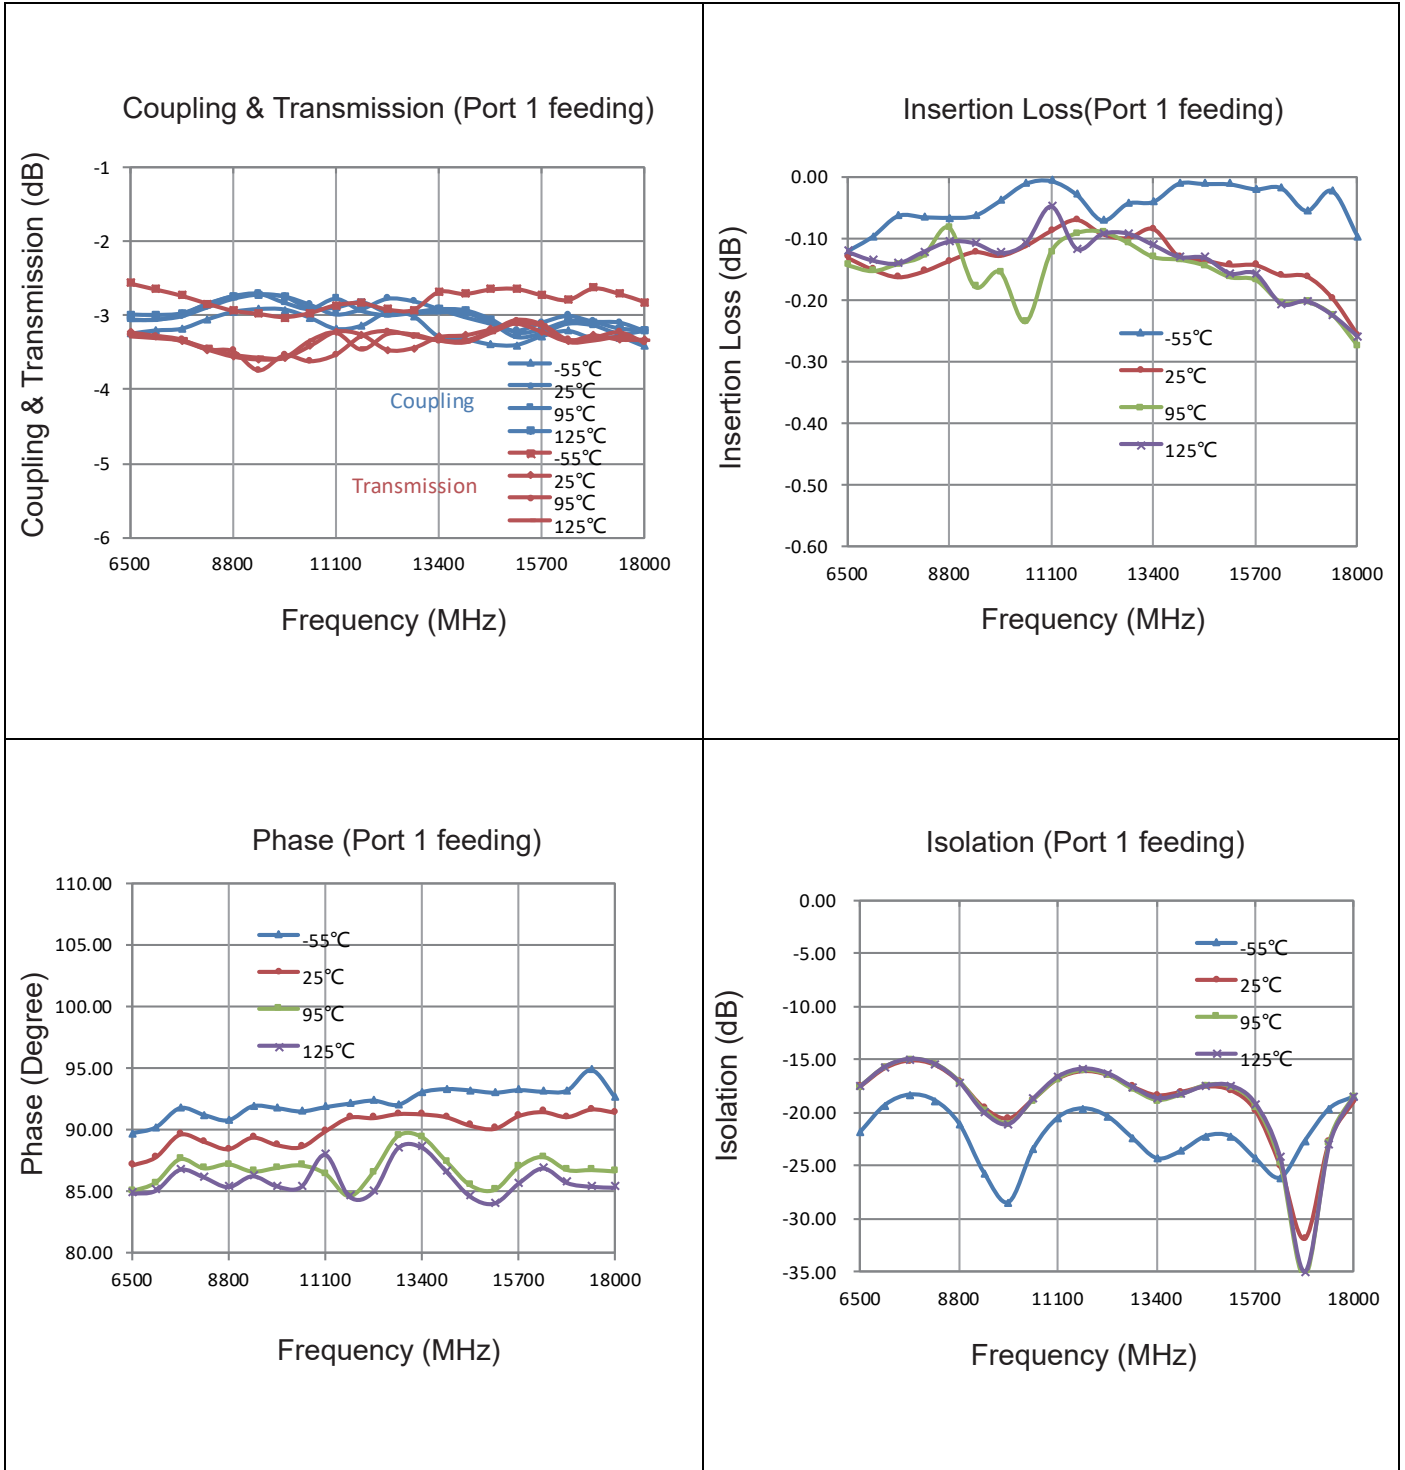 Coupling & Transmission (Port 1 feeding)
Coupling & Transmission (dB)
-1
-2
-3
-4
-5
-6
-55℃
25℃
95℃
125℃
-55℃
25℃
95℃
125℃
Coupling
Transmission
6500 8800 11100 13400 15700 18000
Frequency (MHz)
Insertion Loss(Port 1 feeding)
Insertion Loss (dB)
0.00
-0.10
-0.20
-0.30
-0.40
-0.50
-0.60
-55℃
25℃
95℃
125℃
6500 8800 11100 13400 15700 18000
Frequency (MHz)
Phase (Port 1 feeding)
Phase (Degree)
110.00
105.00
100.00
95.00
90.00
85.00
80.00
-55℃
25℃
95℃
125℃
6500 8800 11100 13400 15700 18000
Frequency (MHz)
Isolation (Port 1 feeding)
Isolation (dB)
0.00
-5.00
-10.00
-15.00
-20.00
-25.00
-30.00
-35.00
-55℃
25℃
95℃
125℃
6500 8800 11100 13400 15700 18000
Frequency (MHz)